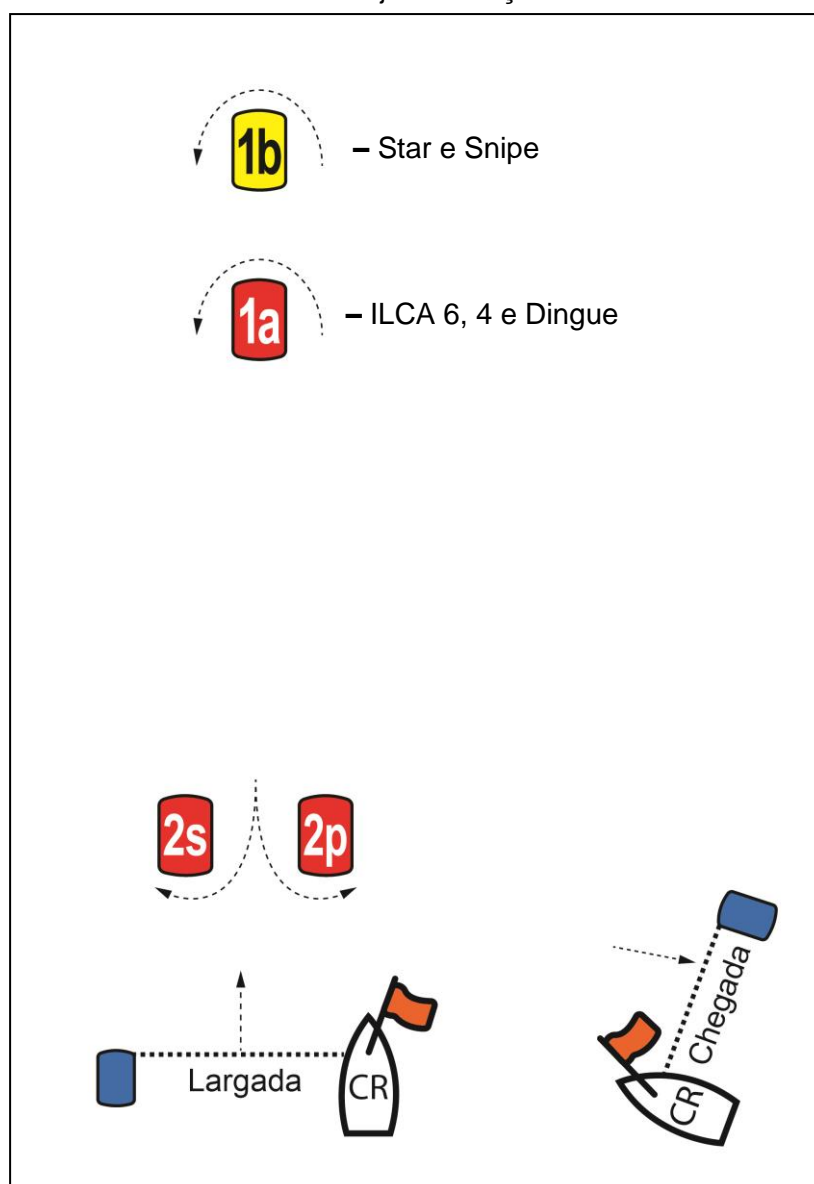 1b
– Star e Snipe
1a
– ILCA 6, 4 e Dingue
2s
2p
Largada
CR
Chegada
CR